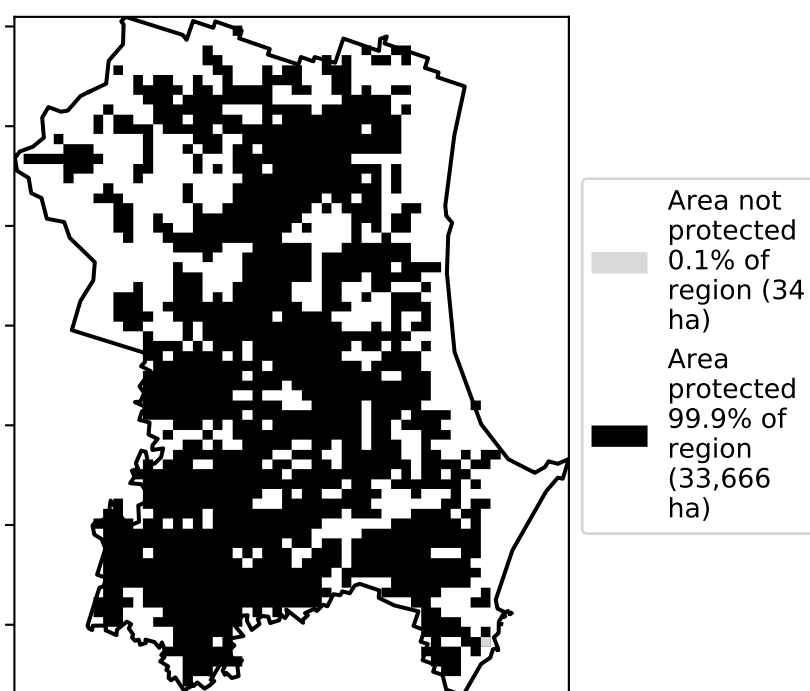 Area not
protected
0.1% of
region (34
ha)
Area
protected
99.9% of
region
(33,666
ha)